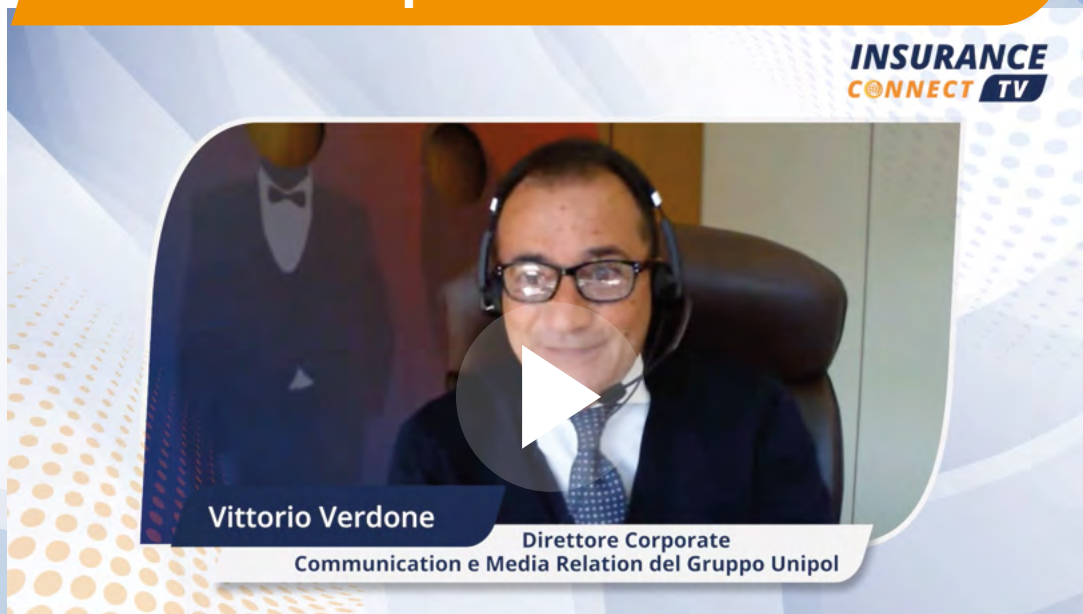 INSURANCE
CONNECT TV
Vittorio Verdone
Direttore Corporate
Communication e Media Relation del Gruppo Unipol